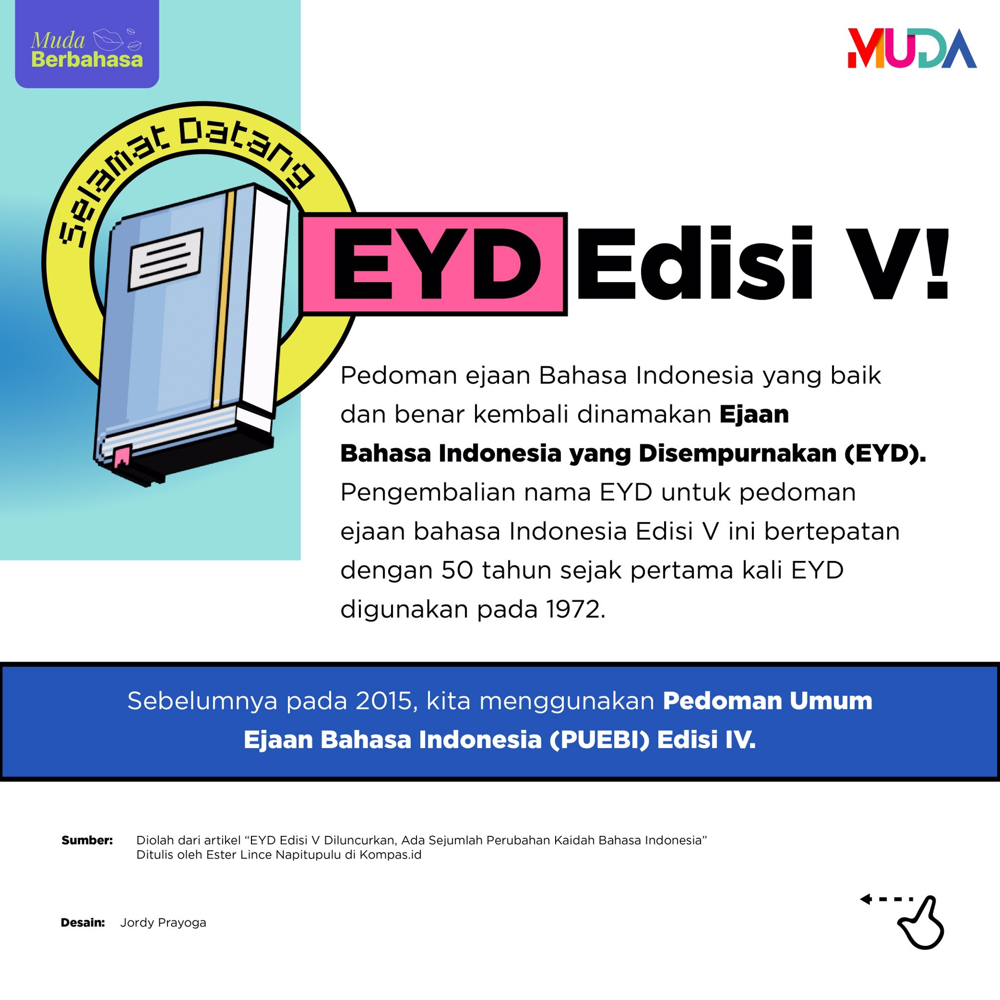 Muda
Berbahasa
MUDA
Selamat Datang
EYD Edisi V!
Pedoman ejaan Bahasa Indonesia yang baik
dan benar kembali dinamakan Ejaan
Bahasa Indonesia yang Disempurnakan (EYD).
Pengembalian nama EYD untuk pedoman
ejaan bahasa Indonesia Edisi V ini bertepatan
dengan 50 tahun sejak pertama kali EYD
digunakan pada 1972.
Sebelumnya pada 2015, kita menggunakan Pedoman Umum
Ejaan Bahasa Indonesia (PUEBI) Edisi IV.
Sumber: Diolah dari artikel “EYD Edisi V Diluncurkan, Ada Sejumlah Perubahan Kaidah Bahasa Indonesia”
Ditulis oleh Ester Lince Napitupulu di Kompas.id
Desain: Jordy Prayoga